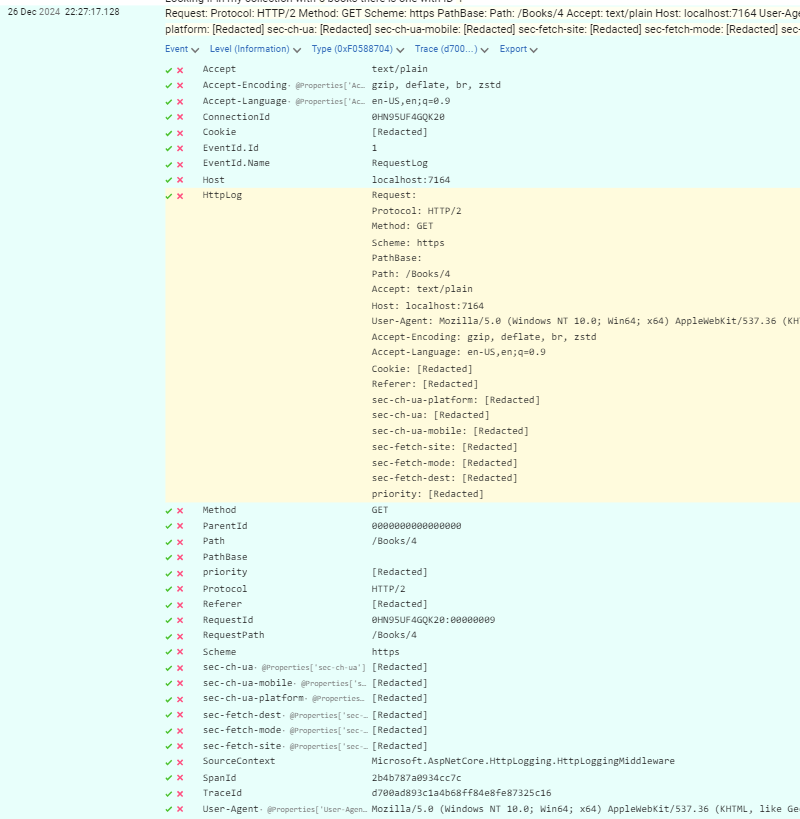 26 Dec 2024 22:27:17.128
Request: Protocol: HTTP/2 Method: GET Scheme: https PathBase: Path: /Books/4 Accept: text/plain Host: localhost:7164
platform: [Redacted] sec-ch-ua: [Redacted] sec-ch-ua-mobile: [Redacted] sec-fetch-site: [Redacted] sec-fetch-mode: [Redacted]
Event Level (Information) Type (0xF0588704) Trace (d700...) Export
Accept text/plain
Accept-Encoding· @Properties['Ac… gzip, deflate, br, zstd
Accept-Language· @Properties['Ac… en-US,en;q=0.9
ConnectionId 0HN95UF4GQK20
Cookie [Redacted]
EventId.Id 1
EventId.Name RequestLog
Host localhost:7164
HttpLog Request:
Protocol: HTTP/2
Method: GET
Scheme: https
PathBase:
Path: /Books/4
Accept: text/plain
Host: localhost:7164
User-Agent: Mozilla/5.0 (Windows NT 10.0; Win64; x64) AppleWebKit/537.36
Accept-Encoding: gzip, deflate, br, zstd
Accept-Language: en-US,en;q=0.9
Cookie: [Redacted]
Referer: [Redacted]
sec-ch-ua-platform: [Redacted]
sec-ch-ua: [Redacted]
sec-ch-ua-mobile: [Redacted]
sec-fetch-site: [Redacted]
sec-fetch-mode: [Redacted]
sec-fetch-dest: [Redacted]
priority: [Redacted]
Method GET
ParentId 0000000000000000
Path /Books/4
PathBase
priority [Redacted]
Protocol HTTP/2
Referer [Redacted]
RequestId 0HN95UF4GQK20:00000009
RequestPath /Books/4
Scheme https
sec-ch-ua· @Properties['sec-ch-ua'] [Redacted]
sec-ch-ua-mobile· @Properties['s… [Redacted]
sec-ch-ua-platform· @Properties… [Redacted]
sec-fetch-dest· @Properties['sec-… [Redacted]
sec-fetch-mode· @Properties['sec-… [Redacted]
sec-fetch-site· @Properties['sec-… [Redacted]
SourceContext Microsoft.AspNetCore.HttpLogging.HttpLoggingMiddleware
SpanId 2b4b787a0934cc7c
TraceId d700ad893c1a4b68ff84e8fe87325c16
User-Agent· @Properties['User-Agen… Mozilla/5.0 (Windows NT 10.0; Win64; x64) AppleWebKit/537.36 (KHTML, like